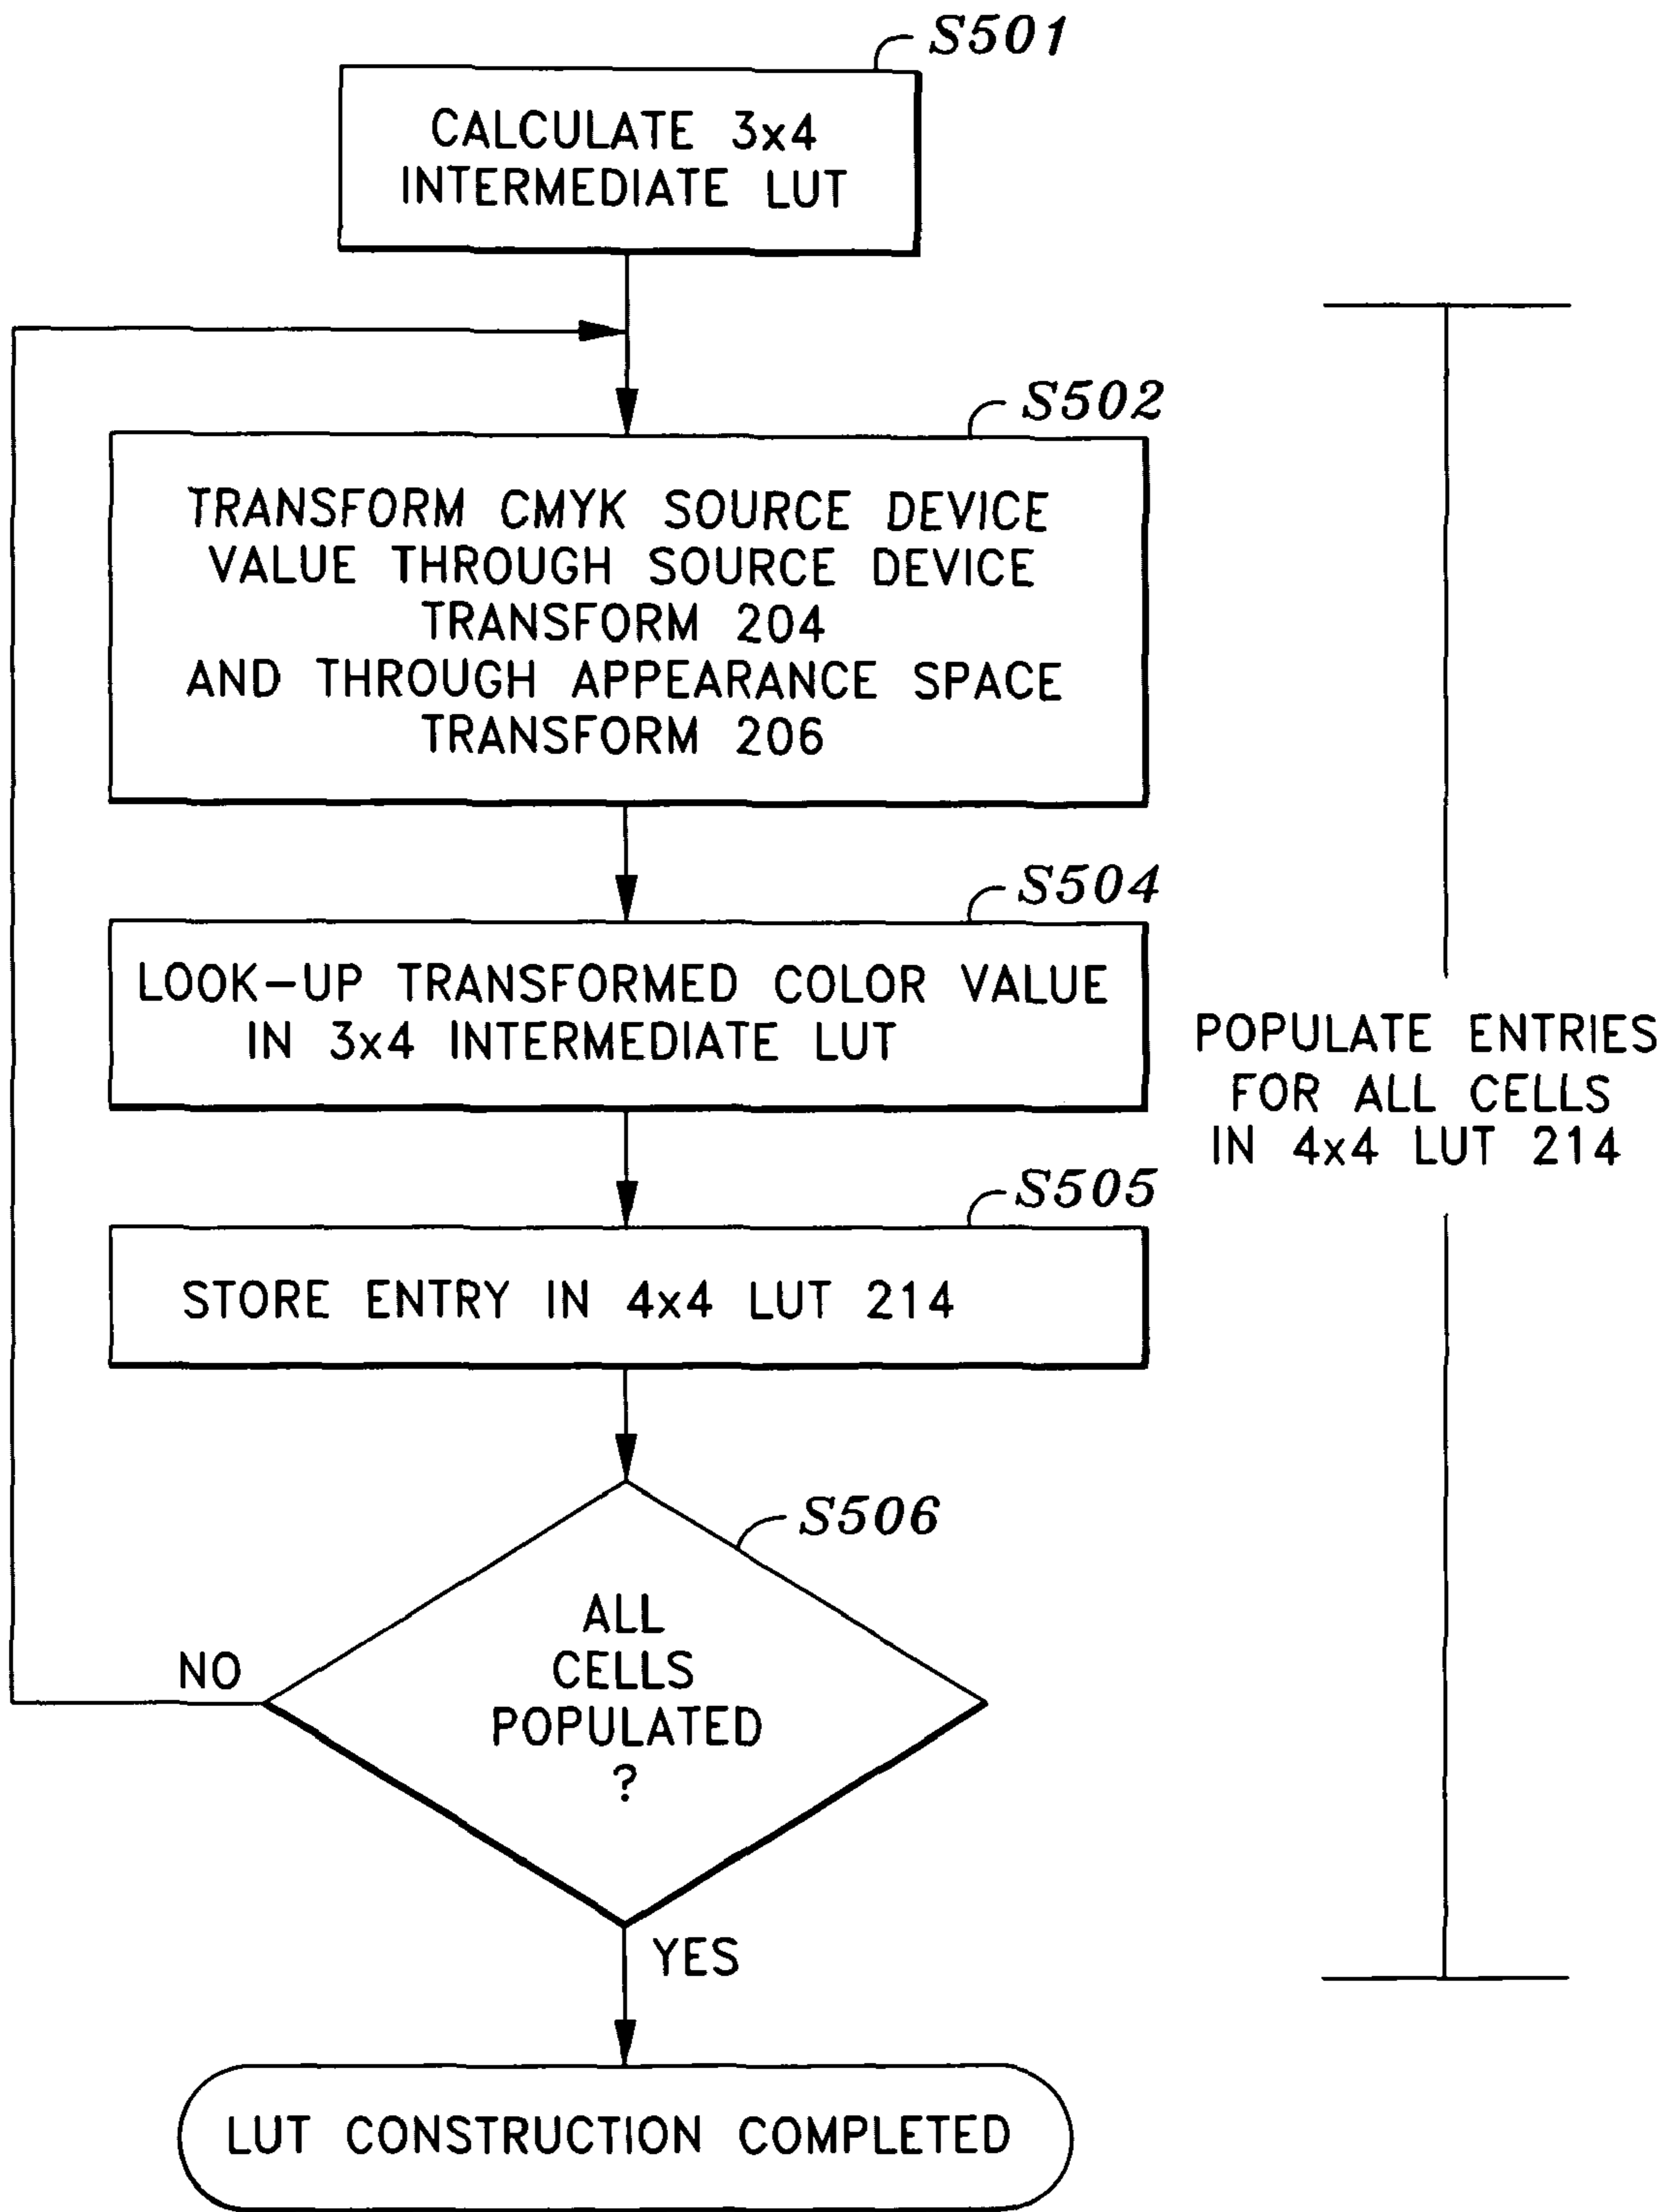 S501
CALCULATE 3x4
INTERMEDIATE LUT
S502
TRANSFORM CMYK SOURCE DEVICE
VALUE THROUGH SOURCE DEVICE
TRANSFORM 204
AND THROUGH APPEARANCE SPACE
TRANSFORM 206
S504
LOOK-UP TRANSFORMED COLOR VALUE
IN 3x4 INTERMEDIATE LUT
S505
STORE ENTRY IN 4x4 LUT 214
S506
ALL
CELLS
POPULATED
?
NO
YES
LUT CONSTRUCTION COMPLETED
POPULATE ENTRIES
FOR ALL CELLS
IN 4x4 LUT 214